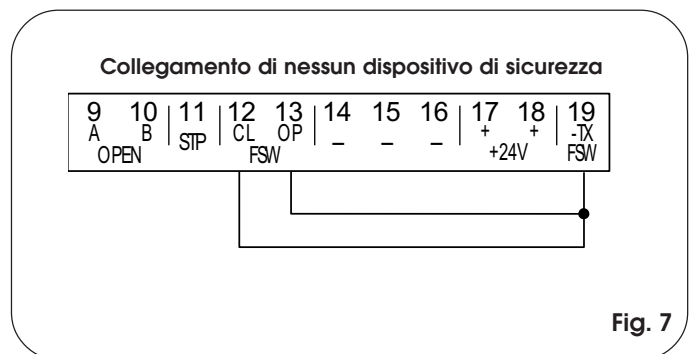 Collegamento di nessun dispositivo di sicurezza
9 10 11 12 13 14 15 16 17 18 19
A B STP CL OP - - - + + -TX
OPEN FSW +24V FSW
Fig. 7